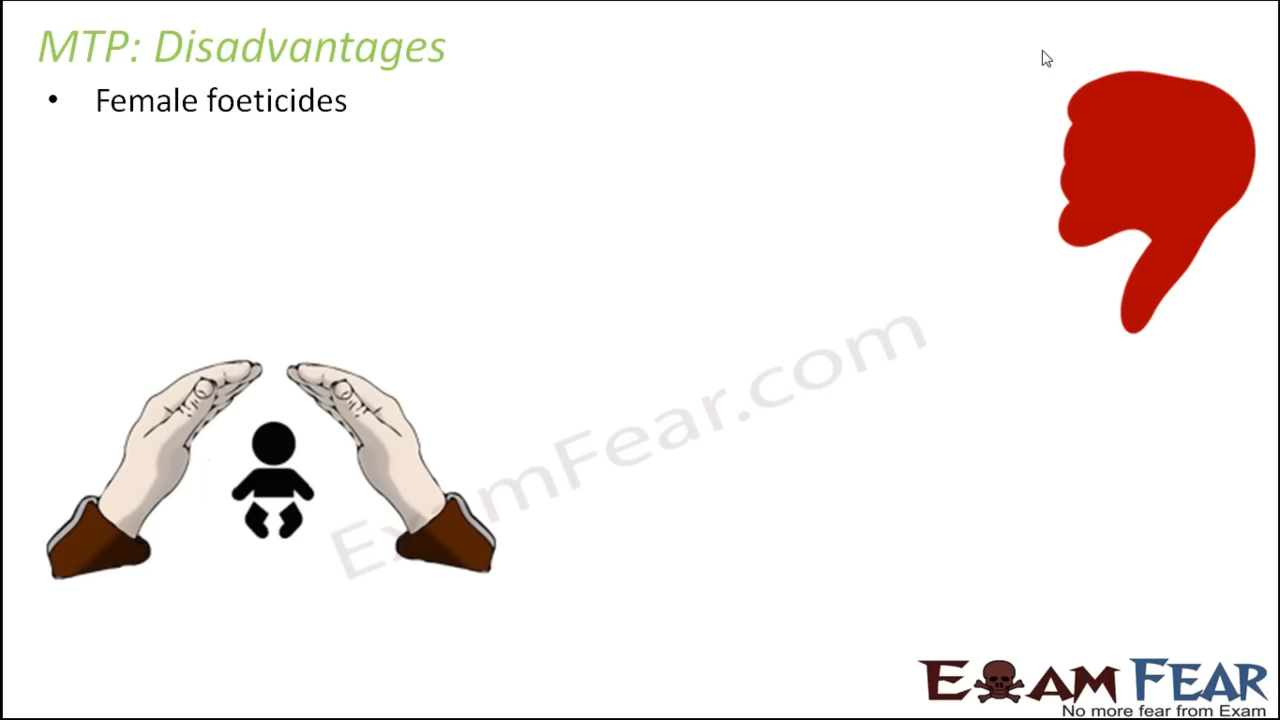 MTP: Disadvantages
• Female foeticides
ExamFear.com
EXAM FEAR
No more fear from Exam